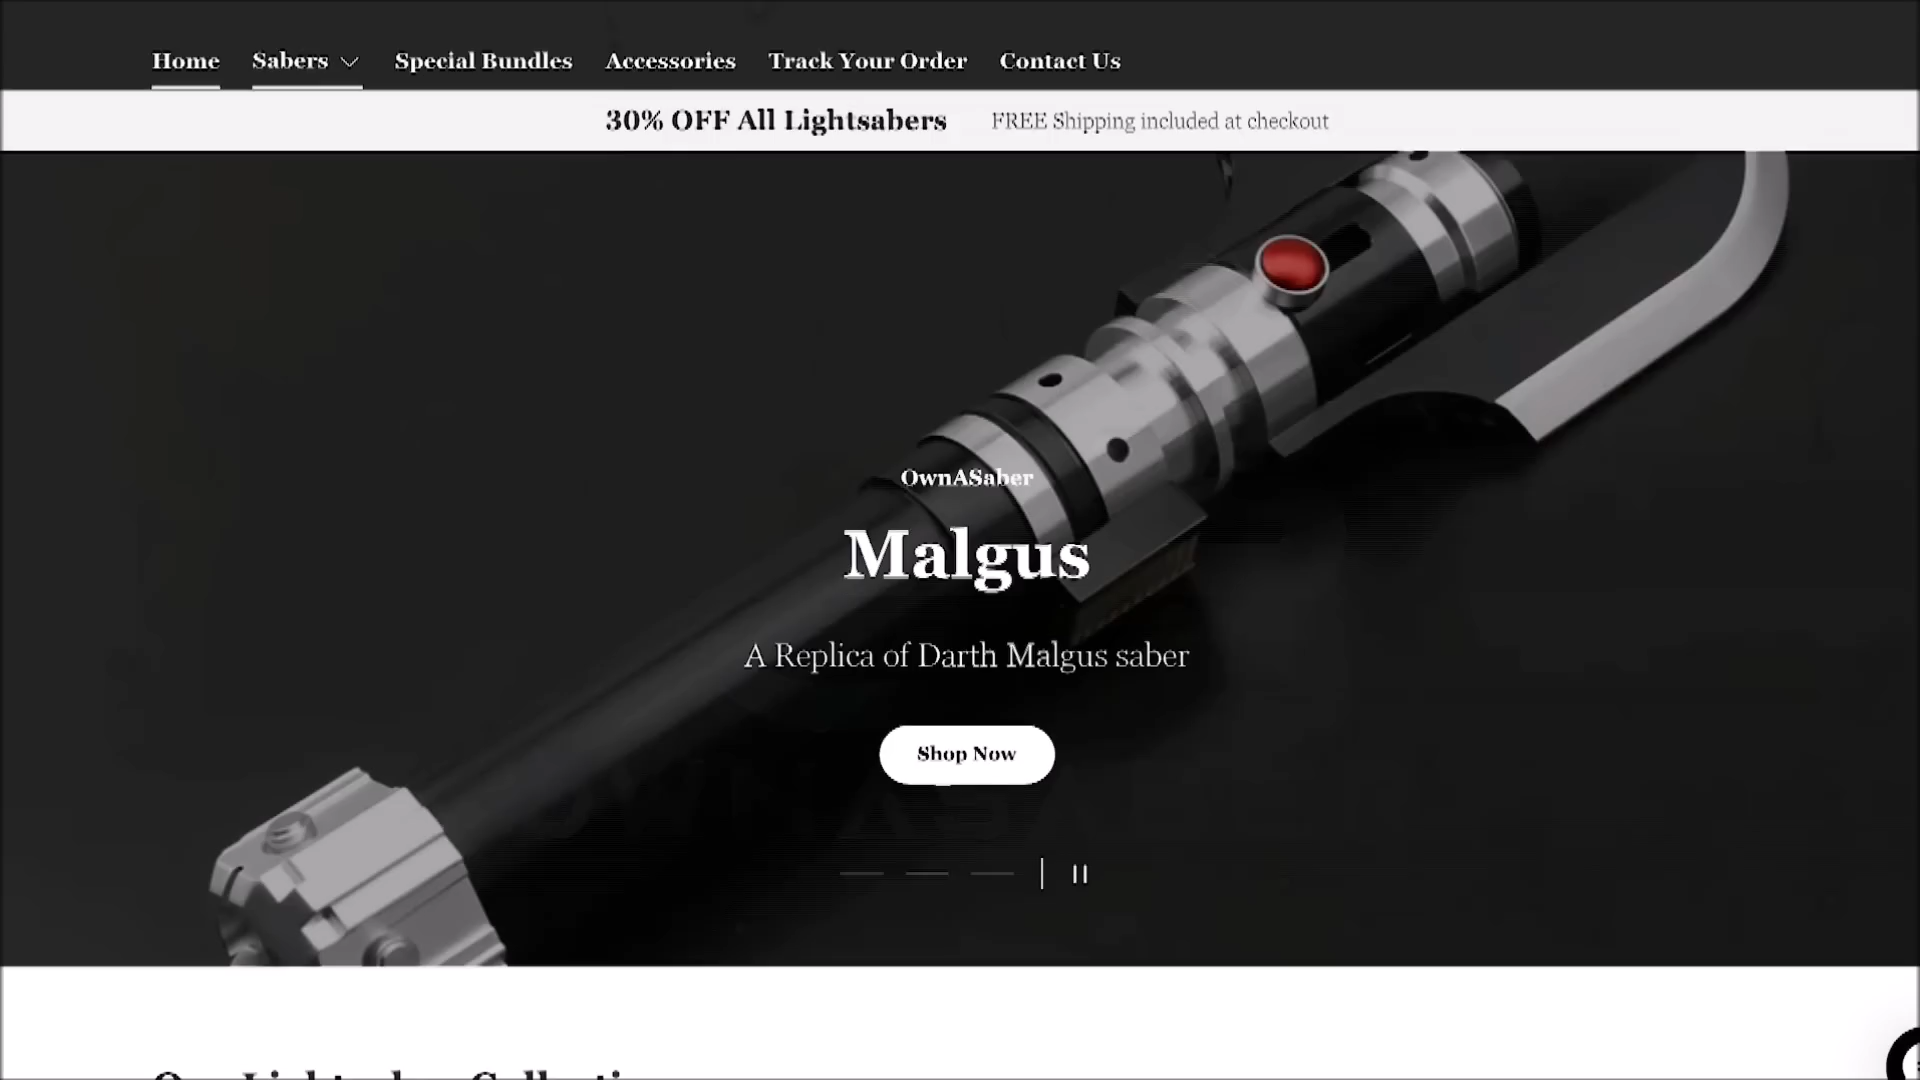 Home Sabers Special Bundles Accessories Track Your Order Contact Us
30% OFF All Lightsabers FREE Shipping included at checkout
OwnASaber
Malgus
A Replica of Darth Malgus saber
Shop Now